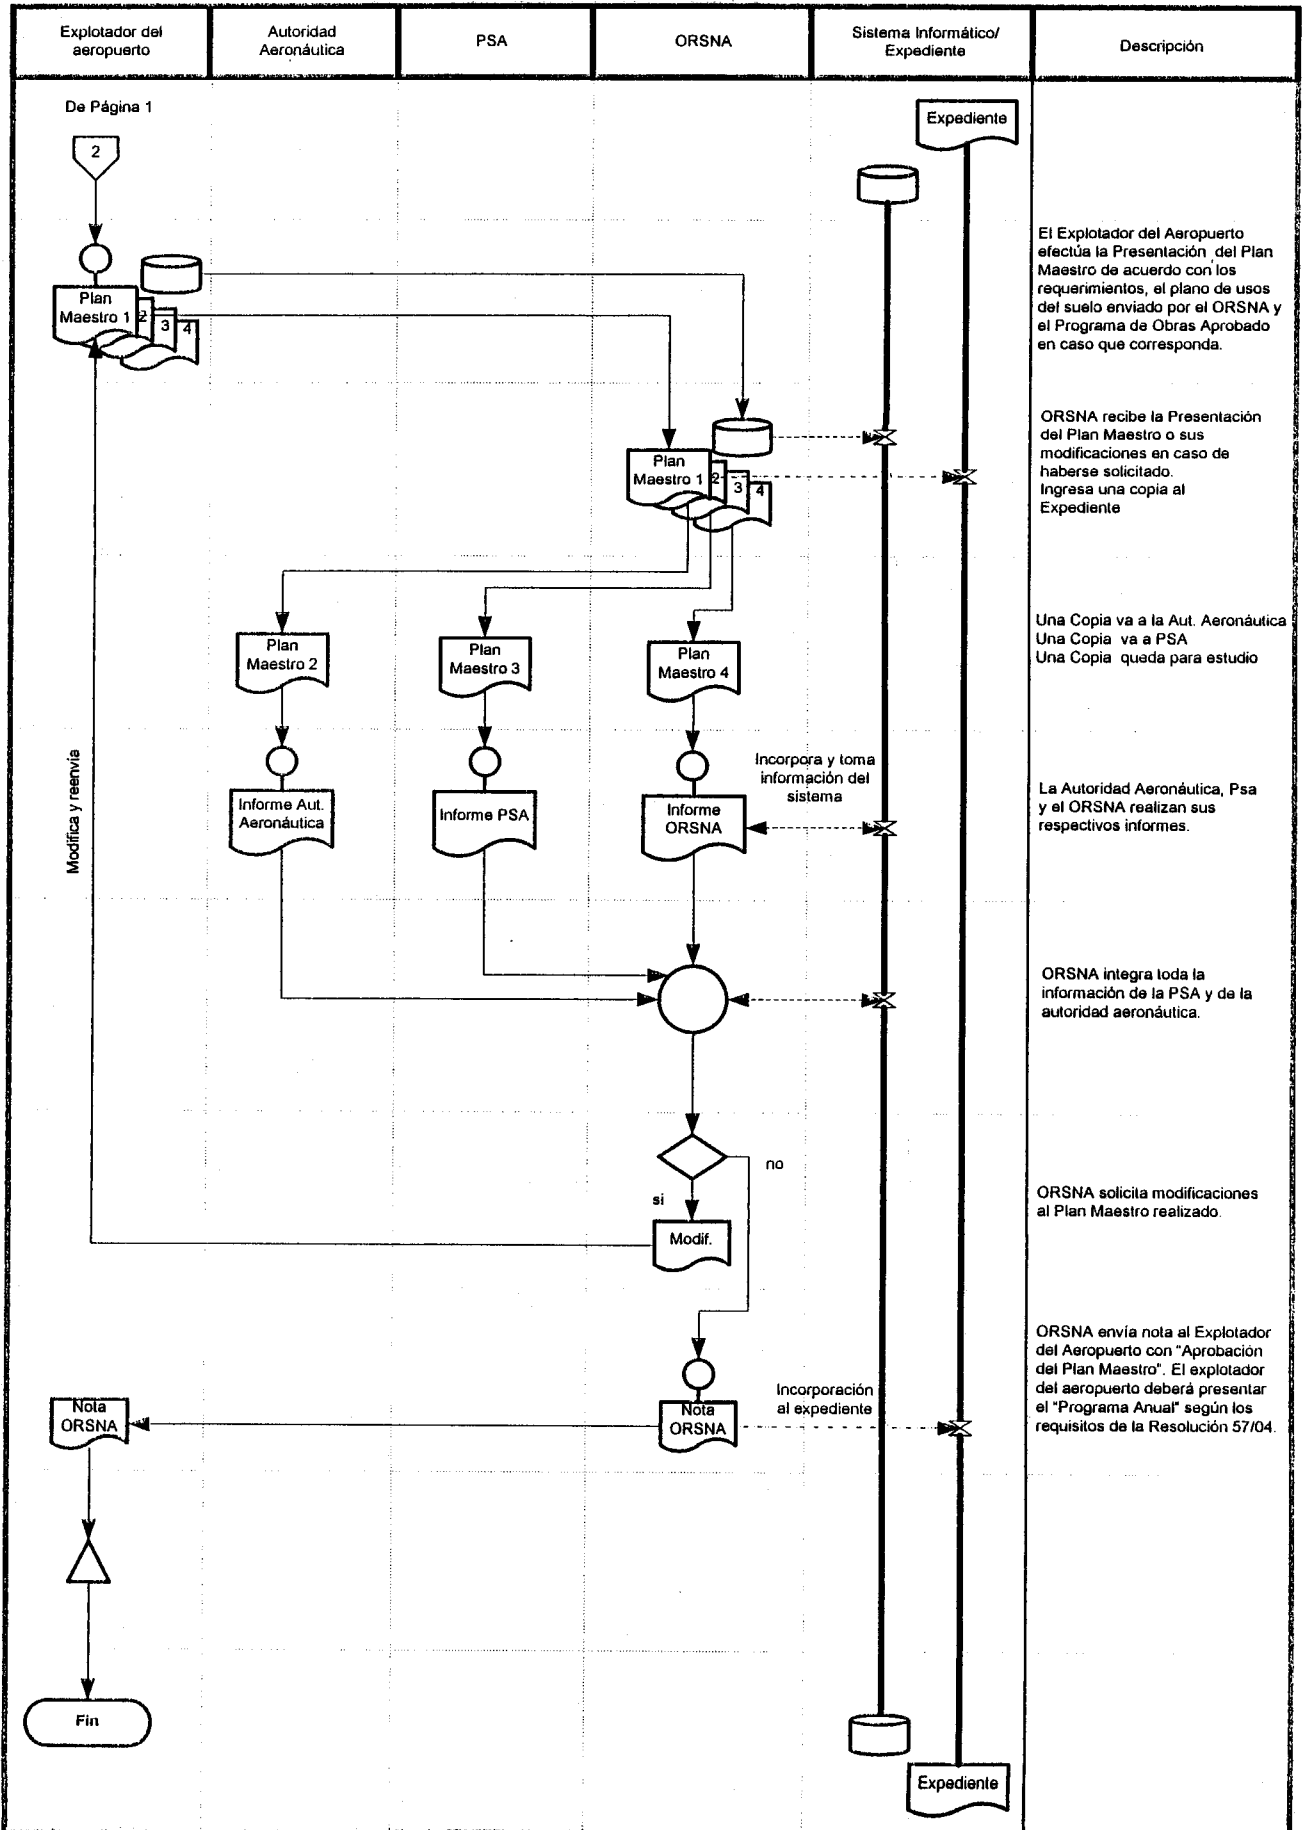 Explotador del
aeropuerto
Autoridad
Aeronáutica
PSA
ORSNA
Sistema Informático/
Expediente
Descripción
De Página 1
2
Expediente
Plan
Maestro 1
2
3
4
El Explotador del Aeropuerto
efectúa la Presentación del Plan
Maestro de acuerdo con los
requerimientos, el plano de usos
del suelo enviado por el ORSNA y
el Programa de Obras Aprobado
en caso que corresponda.
Plan
Maestro 1
2
3
4
ORSNA recibe la Presentación
del Plan Maestro o sus
modificaciones en caso de
haberse solicitado.
Ingresa una copia al
Expediente
Plan
Maestro 2
Plan
Maestro 3
Plan
Maestro 4
Una Copia va a la Aut. Aeronáutica
Una Copia va a PSA
Una Copia queda para estudio
Modifica y reenvía
Informe Aut.
Aeronáutica
Informe PSA
Informe
ORSNA
Incorpora y toma
información del
sistema
La Autoridad Aeronáutica, Psa
y el ORSNA realizan sus
respectivos informes.
ORSNA integra toda la
información de la PSA y de la
autoridad aeronáutica.
no
si
Modif.
ORSNA solicita modificaciones
al Plan Maestro realizado.
Nota
ORSNA
Nota
ORSNA
Incorporación
al expediente
ORSNA envía nota al Explotador
del Aeropuerto con "Aprobación
del Plan Maestro". El explotador
del aeropuerto deberá presentar
el "Programa Anual" según los
requisitos de la Resolución 57/04.
Fin
Expediente